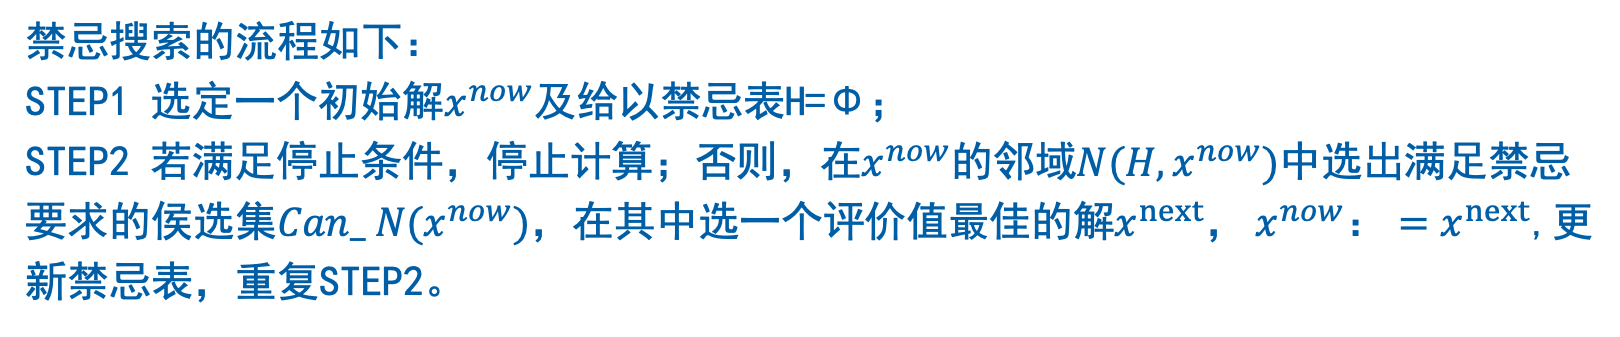 禁忌搜索的流程如下：
STEP1 选定一个初始解x^now及给以禁忌表H=Φ；
STEP2 若满足停止条件，停止计算；否则，在x^now的邻域N(H,x^now)中选出满足禁忌
要求的侯选集Can_N(x^now)，在其中选一个评价值最佳的解x^next， x^now：=x^next,更
新禁忌表，重复STEP2。